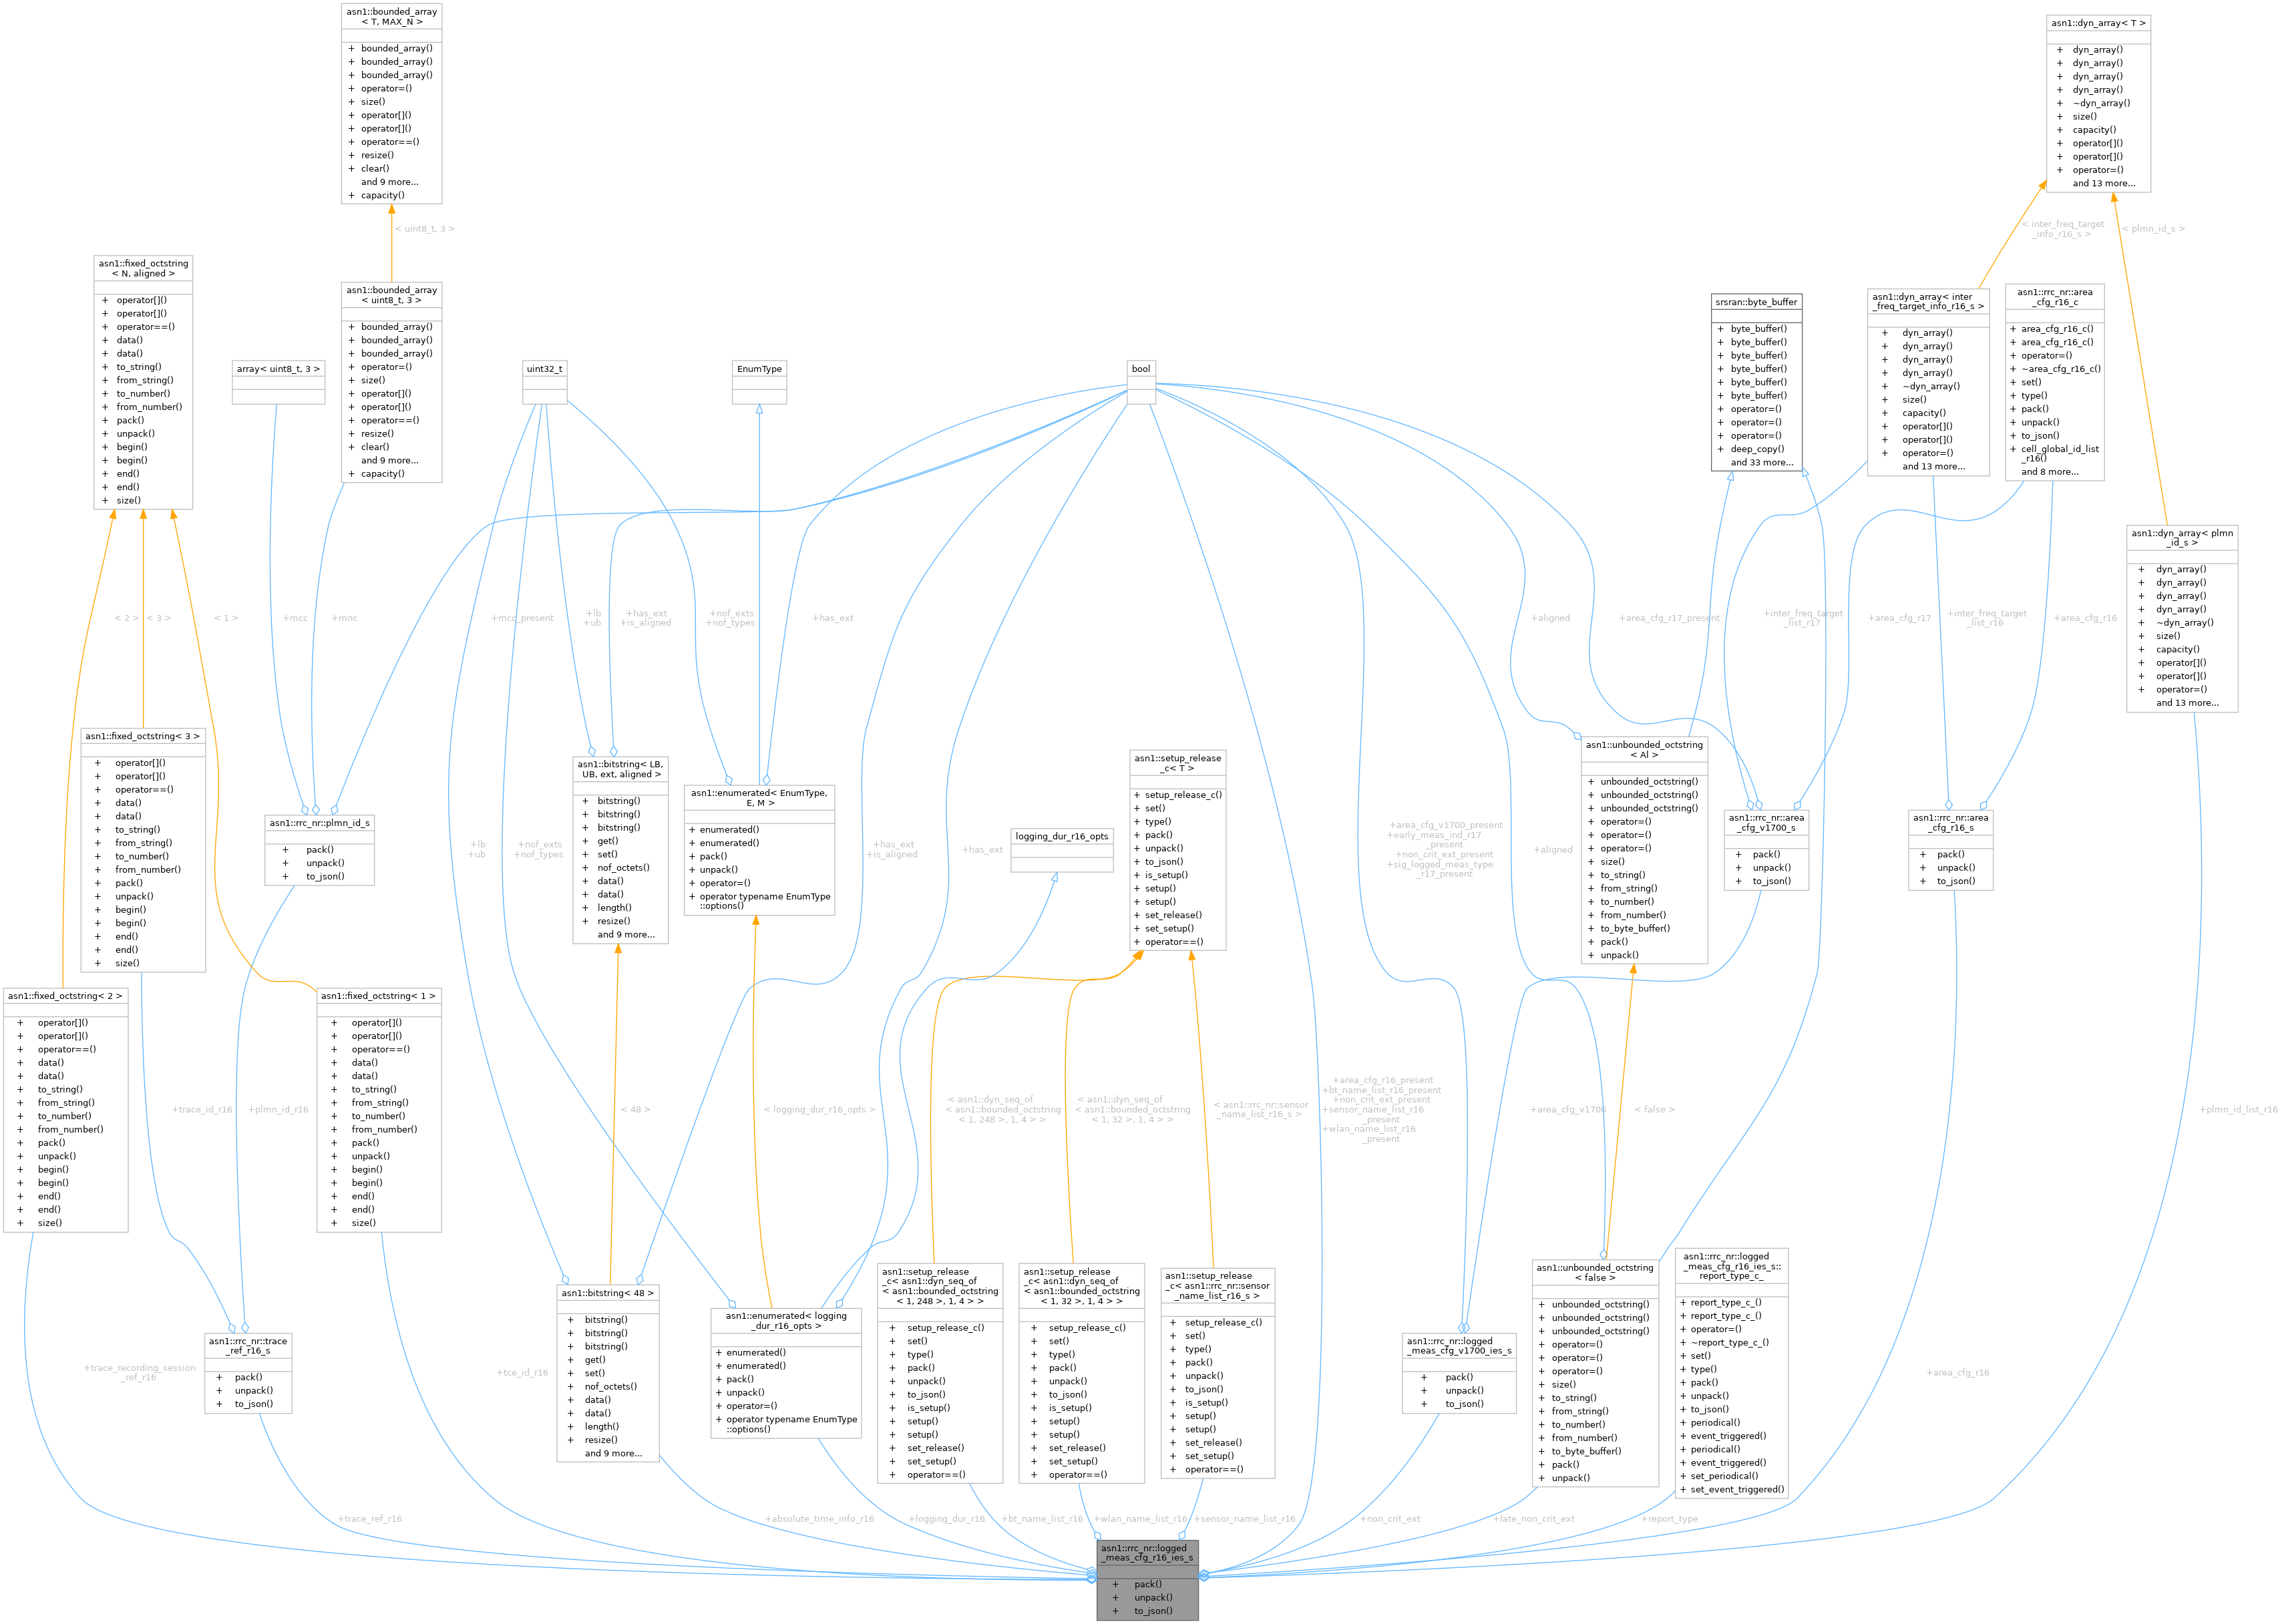 asn1::bounded_array
< T, MAX_N >
+ bounded_array()
+ bounded_array()
+ bounded_array()
+ operator=()
+ size()
+ operator[]()
+ operator[]()
+ operator==()
+ resize()
+ clear()
and 9 more...
+ capacity()
asn1::dyn_array< T >
+ dyn_array()
+ dyn_array()
+ dyn_array()
+ dyn_array()
+ ~dyn_array()
+ size()
+ capacity()
+ operator[]()
+ operator[]()
+ operator=()
and 13 more...
< uint8_t, 3 >
< inter_freq_target
_info_r16_s >
< plmn_id_s >
asn1::fixed_octstring
< N, aligned >
+ operator[]()
+ operator[]()
+ operator==()
+ data()
+ data()
+ to_string()
+ from_string()
+ to_number()
+ from_number()
+ pack()
+ unpack()
+ begin()
+ begin()
+ end()
+ end()
+ size()
array< uint8_t, 3 >
asn1::bounded_array
< uint8_t, 3 >
+ bounded_array()
+ bounded_array()
+ bounded_array()
+ operator=()
+ size()
+ operator[]()
+ operator[]()
+ operator==()
+ resize()
+ clear()
and 9 more...
+ capacity()
uint32_t
EnumType
bool
srsran::byte_buffer
+ byte_buffer()
+ byte_buffer()
+ byte_buffer()
+ byte_buffer()
+ byte_buffer()
+ byte_buffer()
+ operator=()
+ operator=()
+ operator=()
+ deep_copy()
and 33 more...
asn1::dyn_array< inter
_freq_target_info_r16_s >
+ dyn_array()
+ dyn_array()
+ dyn_array()
+ dyn_array()
+ ~dyn_array()
+ size()
+ capacity()
+ operator[]()
+ operator[]()
+ operator=()
and 13 more...
asn1::rrc_nr::area
_cfg_r16_c
+ area_cfg_r16_c()
+ area_cfg_r16_c()
+ operator=()
+ ~area_cfg_r16_c()
+ set()
+ type()
+ pack()
+ unpack()
+ to_json()
+ cell_global_id_list
_r16()
and 8 more...
asn1::dyn_array< plmn
_id_s >
+ dyn_array()
+ dyn_array()
+ dyn_array()
+ dyn_array()
+ ~dyn_array()
+ size()
+ capacity()
+ operator[]()
+ operator[]()
+ operator=()
and 13 more...
< 2 >
< 3 >
< 1 >
+mcc
+mnc
+mcc_present
+lb
+ub
+has_ext
+is_aligned
+nof_exts
+nof_types
+has_ext
+aligned
+area_cfg_r17_present
+inter_freq_target
_list_r17
+area_cfg_r17
+inter_freq_target
_list_r16
+area_cfg_r16
asn1::fixed_octstring< 3 >
+ operator[]()
+ operator[]()
+ operator==()
+ data()
+ data()
+ to_string()
+ from_string()
+ to_number()
+ from_number()
+ pack()
+ unpack()
+ begin()
+ begin()
+ end()
+ end()
+ size()
asn1::rrc_nr::plmn_id_s
+ pack()
+ unpack()
+ to_json()
asn1::bitstring< LB,
UB, ext, aligned >
+ bitstring()
+ bitstring()
+ bitstring()
+ get()
+ set()
+ nof_octets()
+ data()
+ data()
+ length()
+ resize()
and 9 more...
asn1::enumerated< EnumType,
E, M >
+ enumerated()
+ enumerated()
+ pack()
+ unpack()
+ operator=()
+ operator typename EnumType
::options()
logging_dur_r16_opts
asn1::setup_release
_c< T >
+ setup_release_c()
+ set()
+ type()
+ pack()
+ unpack()
+ to_json()
+ is_setup()
+ setup()
+ setup()
+ set_release()
+ set_setup()
+ operator==()
asn1::unbounded_octstring
< Al >
+ unbounded_octstring()
+ unbounded_octstring()
+ unbounded_octstring()
+ operator=()
+ operator=()
+ operator=()
+ size()
+ to_string()
+ from_string()
+ to_number()
+ from_number()
+ to_byte_buffer()
+ pack()
+ unpack()
asn1::rrc_nr::area
_cfg_v1700_s
+ pack()
+ unpack()
+ to_json()
asn1::rrc_nr::area
_cfg_r16_s
+ pack()
+ unpack()
+ to_json()
+lb
+ub
+nof_exts
+nof_types
+has_ext
+is_aligned
+has_ext
+area_cfg_v1700_present
+early_meas_ind_r17
_present
+non_crit_ext_present
+sig_logged_meas_type
_r17_present
+aligned
asn1::fixed_octstring< 2 >
+ operator[]()
+ operator[]()
+ operator==()
+ data()
+ data()
+ to_string()
+ from_string()
+ to_number()
+ from_number()
+ pack()
+ unpack()
+ begin()
+ begin()
+ end()
+ end()
+ size()
asn1::fixed_octstring< 1 >
+ operator[]()
+ operator[]()
+ operator==()
+ data()
+ data()
+ to_string()
+ from_string()
+ to_number()
+ from_number()
+ pack()
+ unpack()
+ begin()
+ begin()
+ end()
+ end()
+ size()
+trace_id_r16
+plmn_id_r16
< 48 >
< logging_dur_r16_opts >
< asn1::dyn_seq_of
< asn1::bounded_octstring
< 1, 248 >, 1, 4 > >
< asn1::dyn_seq_of
< asn1::bounded_octstring
< 1, 32 >, 1, 4 > >
< asn1::rrc_nr::sensor
_name_list_r16_s >
+area_cfg_r16_present
+bt_name_list_r16_present
+non_crit_ext_present
+sensor_name_list_r16
_present
+wlan_name_list_r16
_present
+area_cfg_v1700
< false >
+plmn_id_list_r16
asn1::rrc_nr::trace
_ref_r16_s
+ pack()
+ unpack()
+ to_json()
asn1::bitstring< 48 >
+ bitstring()
+ bitstring()
+ bitstring()
+ get()
+ set()
+ nof_octets()
+ data()
+ data()
+ length()
+ resize()
and 9 more...
asn1::enumerated< logging
_dur_r16_opts >
+ enumerated()
+ enumerated()
+ pack()
+ unpack()
+ operator=()
+ operator typename EnumType
::options()
asn1::setup_release
_c< asn1::dyn_seq_of
< asn1::bounded_octstring
< 1, 248 >, 1, 4 > >
+ setup_release_c()
+ set()
+ type()
+ pack()
+ unpack()
+ to_json()
+ is_setup()
+ setup()
+ setup()
+ set_release()
+ set_setup()
+ operator==()
asn1::setup_release
_c< asn1::dyn_seq_of
< asn1::bounded_octstring
< 1, 32 >, 1, 4 > >
+ setup_release_c()
+ set()
+ type()
+ pack()
+ unpack()
+ to_json()
+ is_setup()
+ setup()
+ setup()
+ set_release()
+ set_setup()
+ operator==()
asn1::setup_release
_c< asn1::rrc_nr::sensor
_name_list_r16_s >
+ setup_release_c()
+ set()
+ type()
+ pack()
+ unpack()
+ to_json()
+ is_setup()
+ setup()
+ setup()
+ set_release()
+ set_setup()
+ operator==()
asn1::rrc_nr::logged
_meas_cfg_v1700_ies_s
+ pack()
+ unpack()
+ to_json()
asn1::unbounded_octstring
< false >
+ unbounded_octstring()
+ unbounded_octstring()
+ unbounded_octstring()
+ operator=()
+ operator=()
+ operator=()
+ size()
+ to_string()
+ from_string()
+ to_number()
+ from_number()
+ to_byte_buffer()
+ pack()
+ unpack()
asn1::rrc_nr::logged
_meas_cfg_r16_ies_s::
report_type_c_
+ report_type_c_()
+ report_type_c_()
+ operator=()
+ ~report_type_c_()
+ set()
+ type()
+ pack()
+ unpack()
+ to_json()
+ periodical()
+ event_triggered()
+ periodical()
+ event_triggered()
+ set_periodical()
+ set_event_triggered()
+trace_recording_session
_ref_r16
+tce_id_r16
+area_cfg_r16
+trace_ref_r16
+absolute_time_info_r16
+logging_dur_r16
+bt_name_list_r16
+wlan_name_list_r16
+sensor_name_list_r16
+non_crit_ext
+late_non_crit_ext
+report_type
asn1::rrc_nr::logged
_meas_cfg_r16_ies_s
+ pack()
+ unpack()
+ to_json()